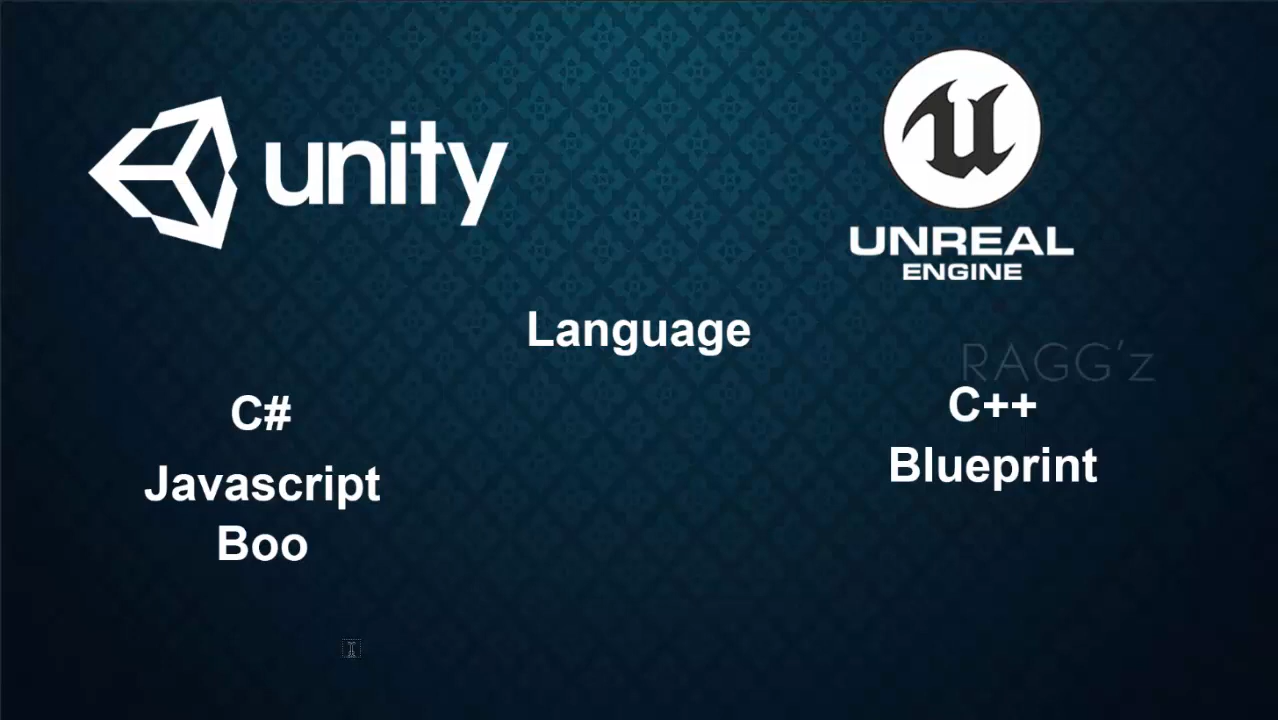 unity
UNREAL
ENGINE
Language
RAGG'z
C#
Javascript
Boo
C++
Blueprint